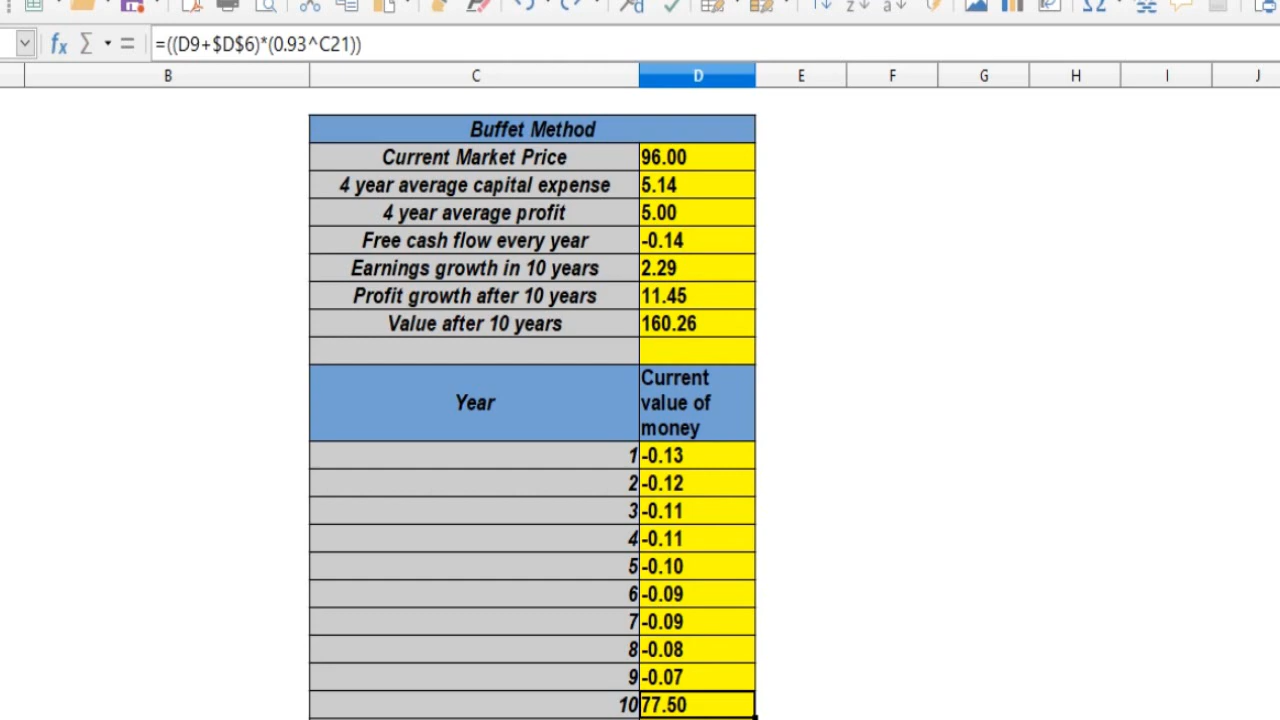 =((D9+$D$6)*(0.93^C21))
B C D E F G H I J
Buffet Method
Current Market Price 96.00
4 year average capital expense 5.14
4 year average profit 5.00
Free cash flow every year -0.14
Earnings growth in 10 years 2.29
Profit growth after 10 years 11.45
Value after 10 years 160.26
Year Current value of money
1 -0.13
2 -0.12
3 -0.11
4 -0.11
5 -0.10
6 -0.09
7 -0.09
8 -0.08
9 -0.07
10 77.50